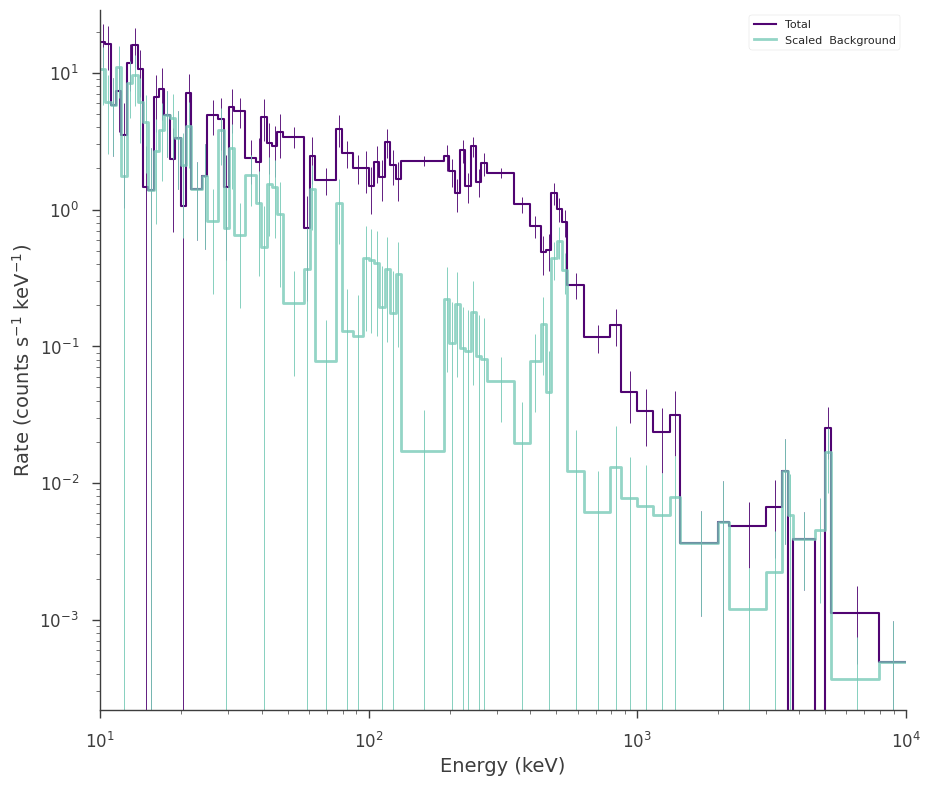 Total
Scaled  Background
Rate (counts s⁻¹ keV⁻¹)
10¹
10⁰
10⁻¹
10⁻²
10⁻³
10¹ 10² 10³ 10⁴
Energy (keV)